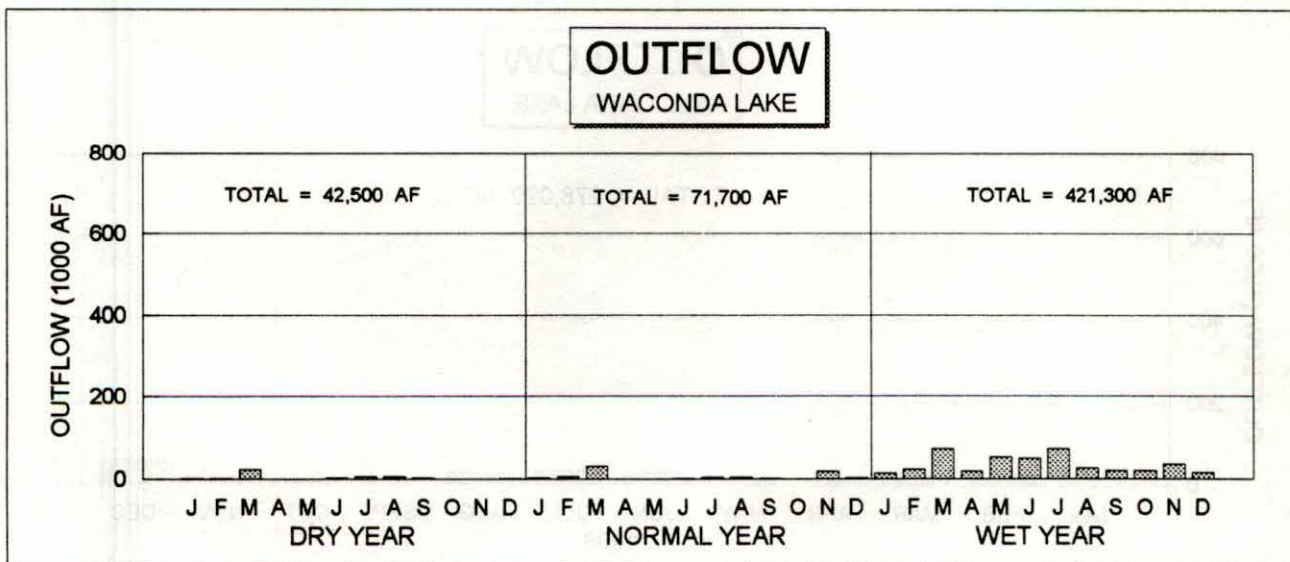 OUTFLOW
WACONDA LAKE
800
TOTAL = 42,500 AF
TOTAL = 71,700 AF
TOTAL = 421,300 AF
600
400
200
0
OUTFLOW (1000 AF)
J F M A M J J A S O N D J F M A M J J A S O N D J F M A M J J A S O N D
DRY YEAR NORMAL YEAR WET YEAR